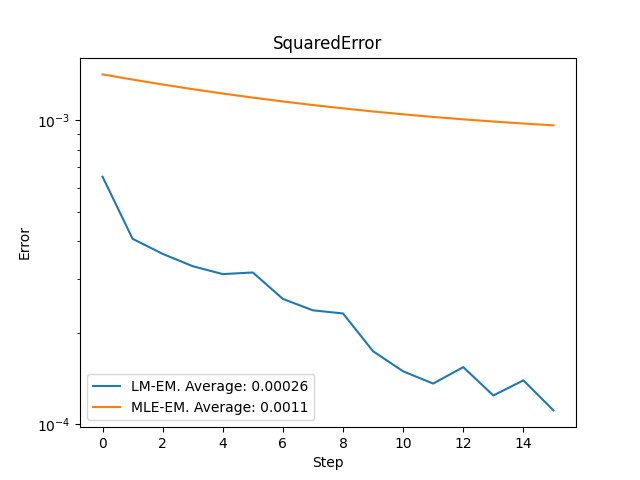 SquaredError
10⁻³
Error
10⁻⁴
LM-EM. Average: 0.00026
MLE-EM. Average: 0.0011
0 2 4 6 8 10 12 14
Step